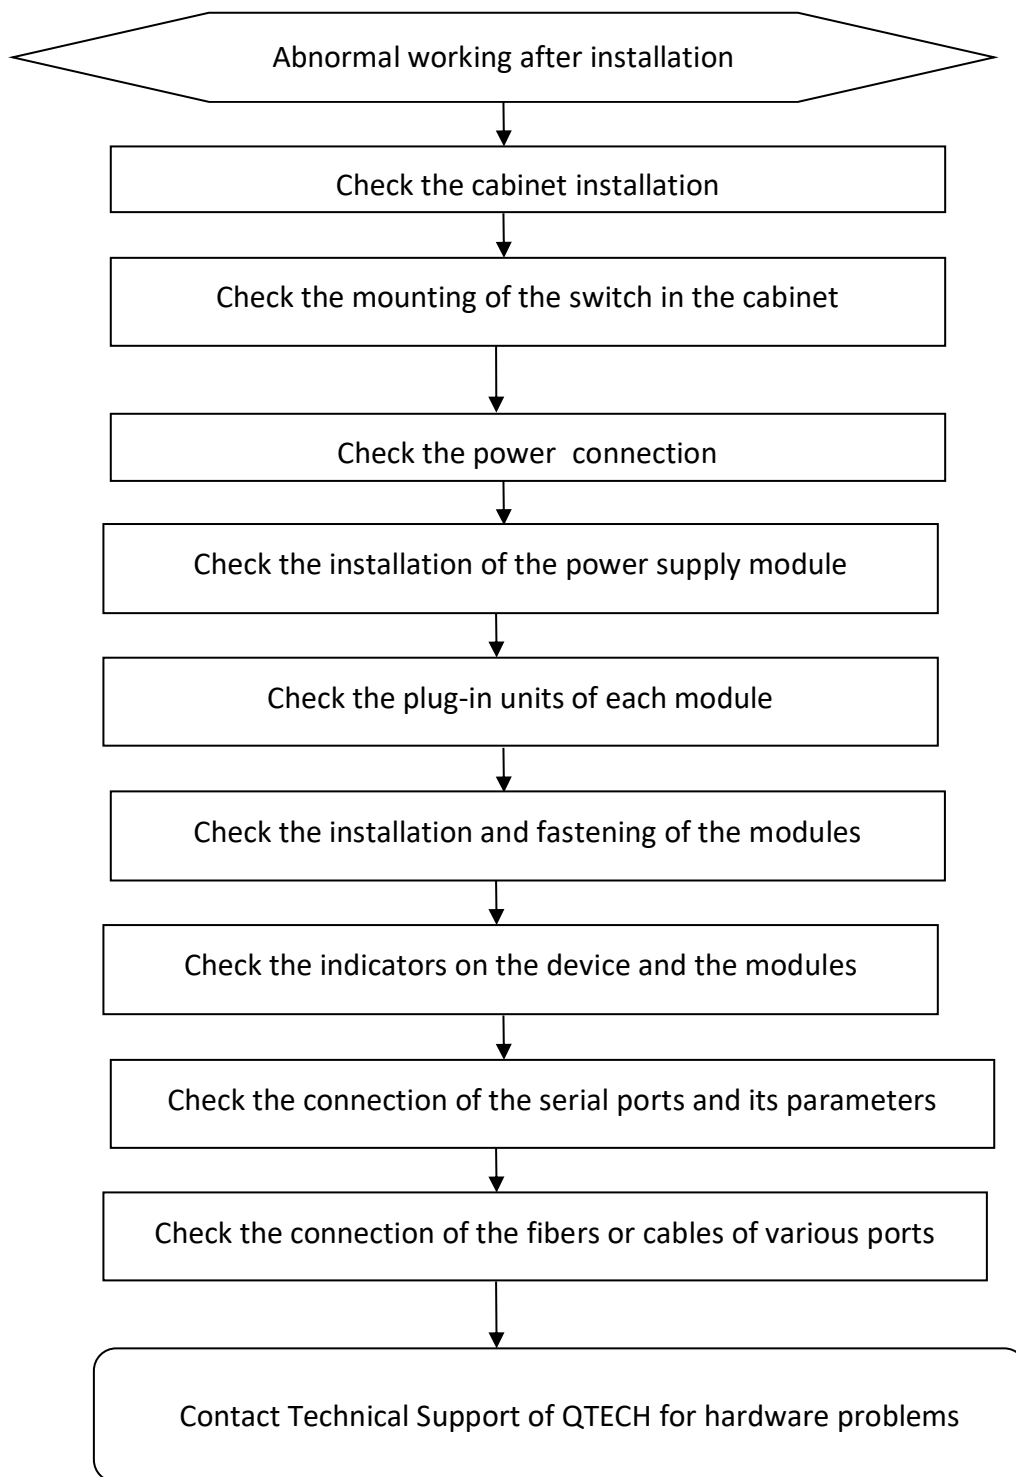 Abnormal working after installation
Check the cabinet installation
Check the mounting of the switch in the cabinet
Check the power  connection
Check the installation of the power supply module
Check the plug-in units of each module
Check the installation and fastening of the modules
Check the indicators on the device and the modules
Check the connection of the serial ports and its parameters
Check the connection of the fibers or cables of various ports
Contact Technical Support of QTECH for hardware problems